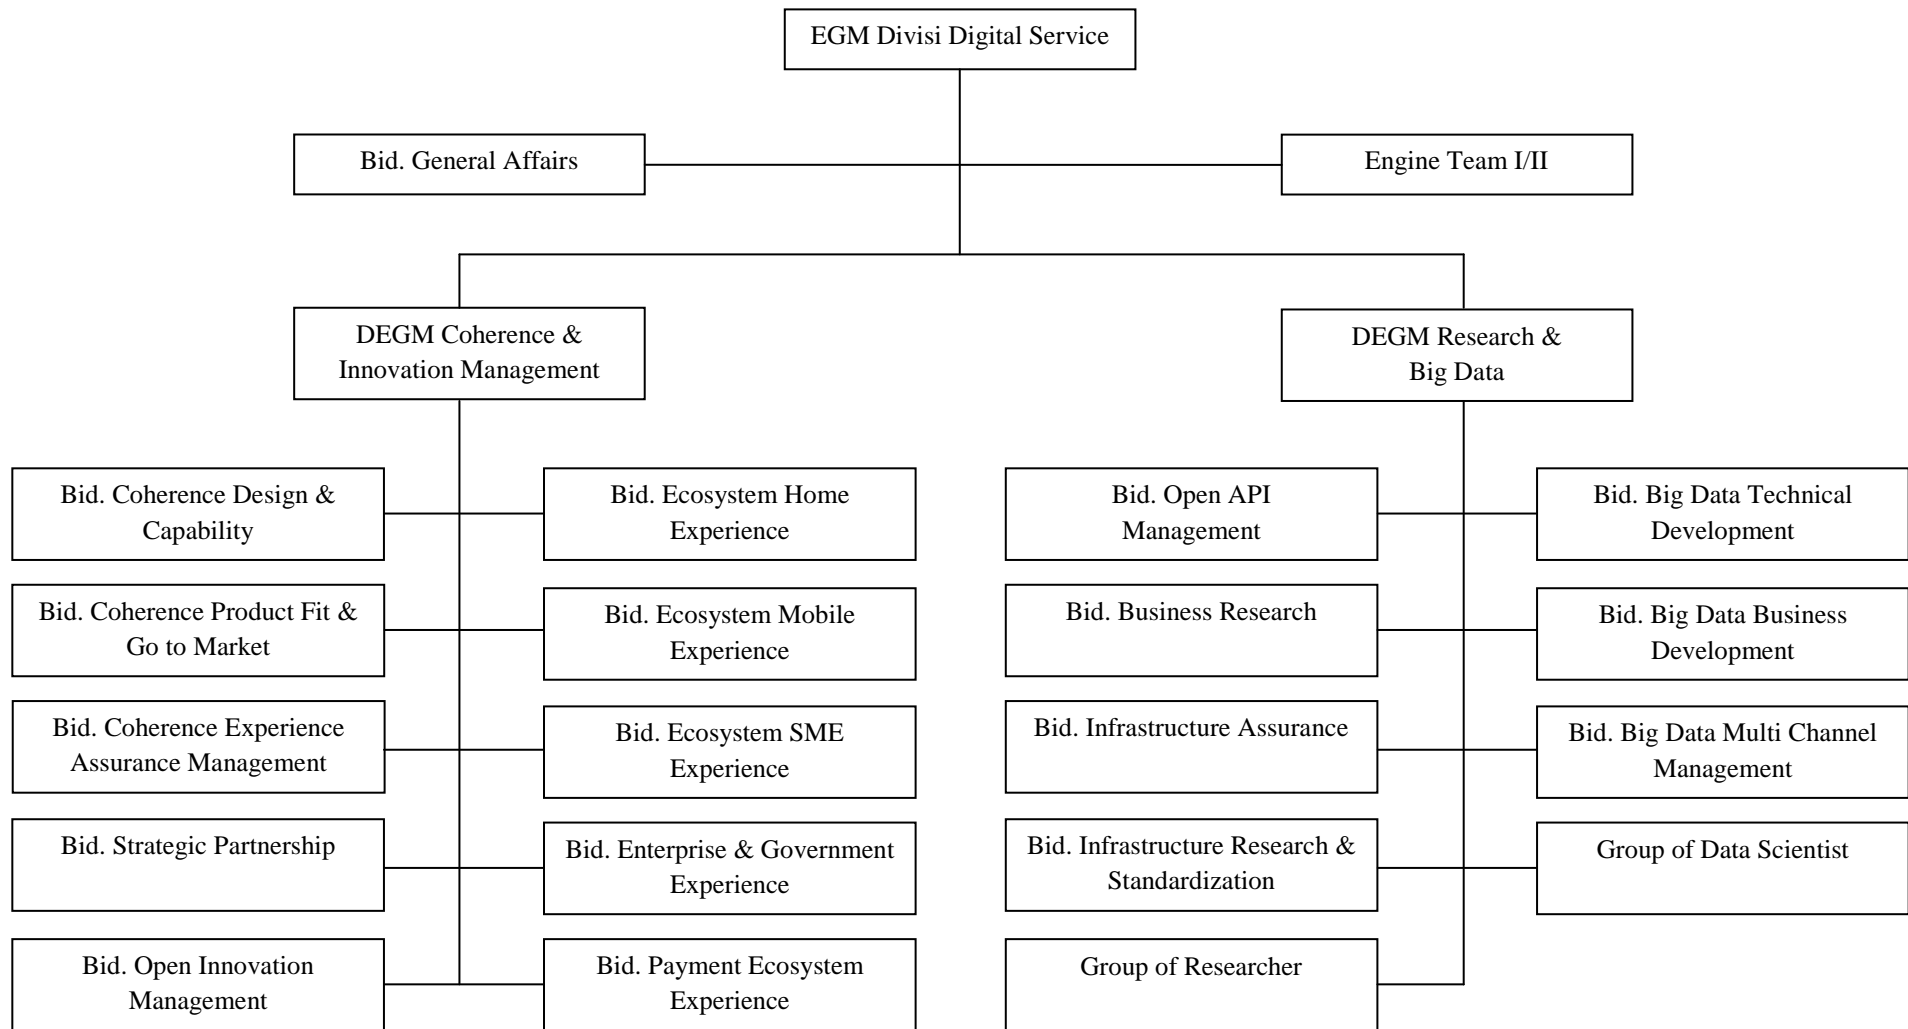 EGM Divisi Digital Service
Bid. General Affairs
Engine Team I/II
DEGM Coherence &
Innovation Management
DEGM Research &
Big Data
Bid. Coherence Design &
Capability
Bid. Ecosystem Home
Experience
Bid. Open API
Management
Bid. Big Data Technical
Development
Bid. Coherence Product Fit &
Go to Market
Bid. Ecosystem Mobile
Experience
Bid. Business Research
Bid. Big Data Business
Development
Bid. Coherence Experience
Assurance Management
Bid. Ecosystem SME
Experience
Bid. Infrastructure Assurance
Bid. Big Data Multi Channel
Management
Bid. Strategic Partnership
Bid. Enterprise & Government
Experience
Bid. Infrastructure Research &
Standardization
Group of Data Scientist
Bid. Open Innovation
Management
Bid. Payment Ecosystem
Experience
Group of Researcher